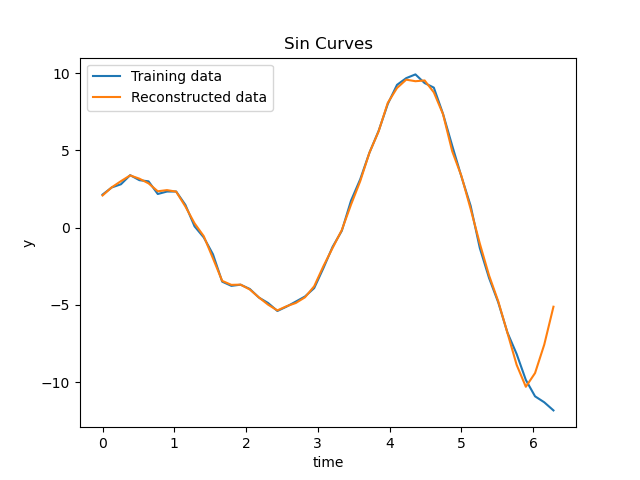 Sin Curves
Training data
Reconstructed data
10
5
0
−5
−10
y
0 1 2 3 4 5 6
time